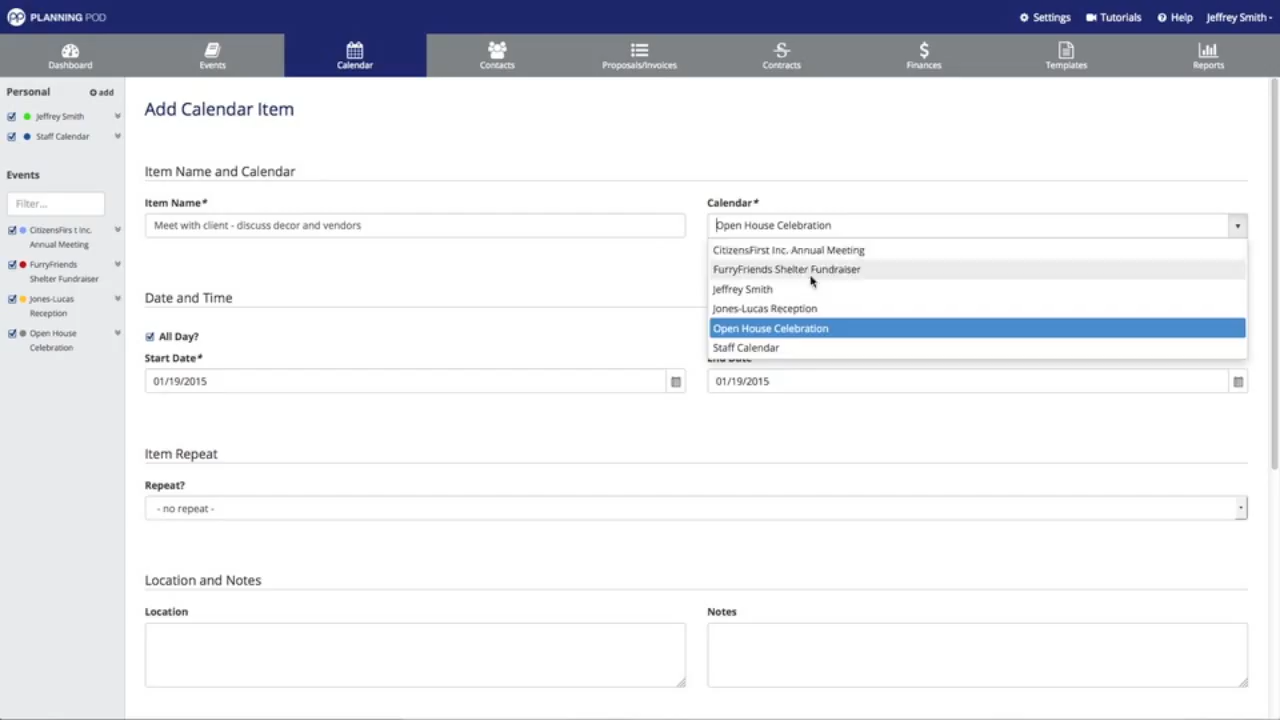 PLANNING POD
Settings Tutorials Help Jeffrey Smith
Dashboard Events Calendar Contacts Proposals/Invoices Contracts Finances Templates Reports
Personal add
Jeffrey Smith
Staff Calendar
Events
Filter...
CitizensFirs t Inc.
Annual Meeting
FurryFriends
Shelter Fundraiser
Jones-Lucas
Reception
Open House
Celebration
Add Calendar Item
Item Name and Calendar
Item Name* Calendar*
Meet with client - discuss decor and vendors Open House Celebration
CitizensFirst Inc. Annual Meeting
FurryFriends Shelter Fundraiser
Jeffrey Smith
Jones-Lucas Reception
Open House Celebration
Staff Calendar
Date and Time
All Day?
Start Date* End Date
01/19/2015 01/19/2015
Item Repeat
Repeat?
- no repeat -
Location and Notes
Location Notes